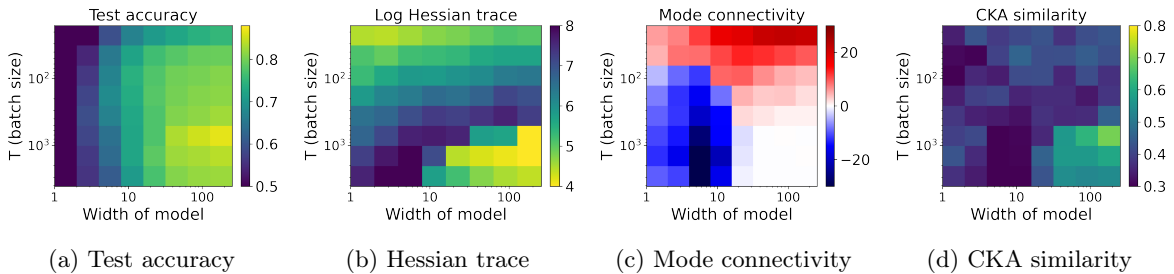 Test accuracy
T (batch size)
10²
10³
1
10
100
Width of model
0.8
0.7
0.6
0.5
Log Hessian trace
T (batch size)
10²
10³
1
10
100
Width of model
8
7
6
5
4
Mode connectivity
T (batch size)
10²
10³
1
10
100
Width of model
20
0
−20
CKA similarity
T (batch size)
10²
10³
1
10
100
Width of model
0.8
0.7
0.6
0.5
0.4
0.3
(a) Test accuracy
(b) Hessian trace
(c) Mode connectivity
(d) CKA similarity